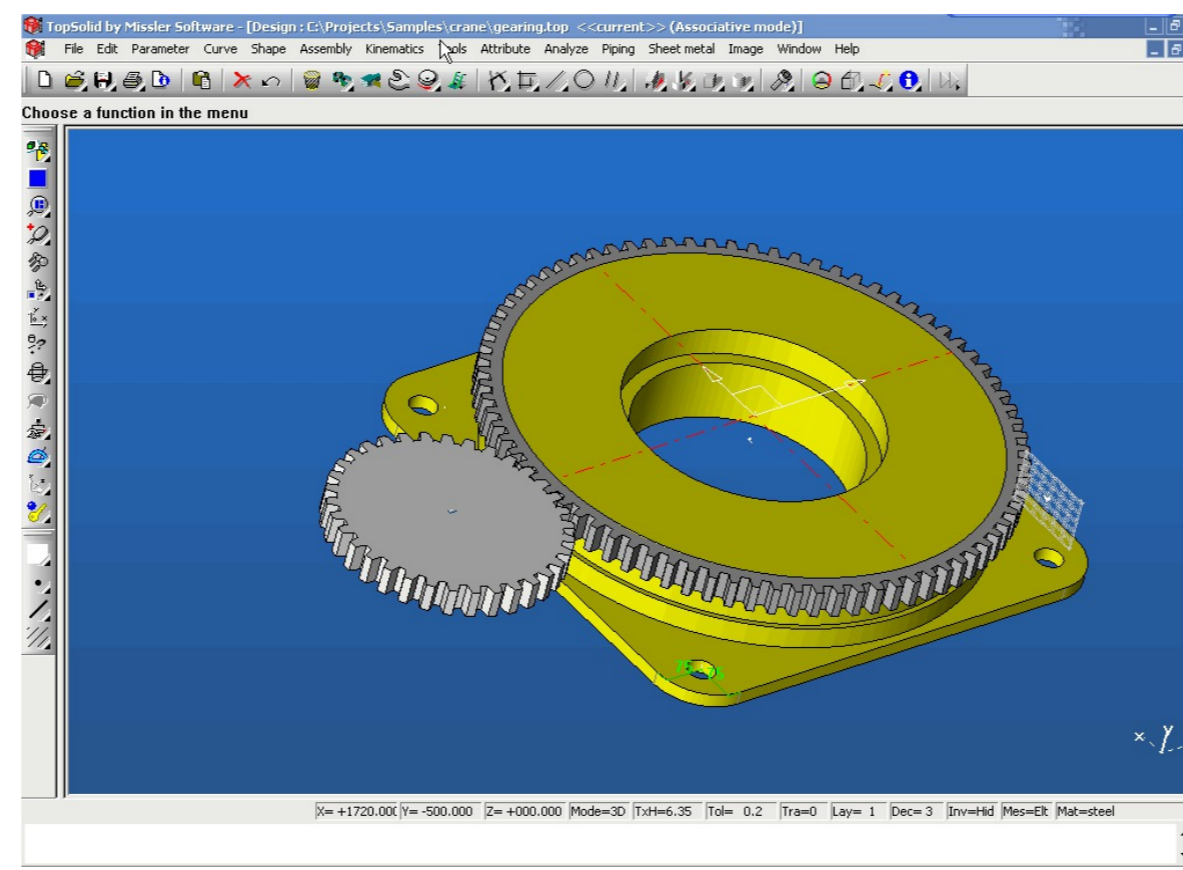 TopSolid by Missler Software - [Design : C:\Projects\Samples\crane\gearing.top <<current>> (Associative mode)]
File Edit Parameter Curve Shape Assembly Kinematics Tools Attribute Analyze Piping Sheet metal Image Window Help
Choose a function in the menu
75 75
x y
X= +1720.000 Y= -500.000 Z= +000.000 Mode=3D TxH=6.35 Tol= 0.2 Tra=0 Lay= 1 Dec= 3 Inv=Hid Mes=Elt Mat=steel